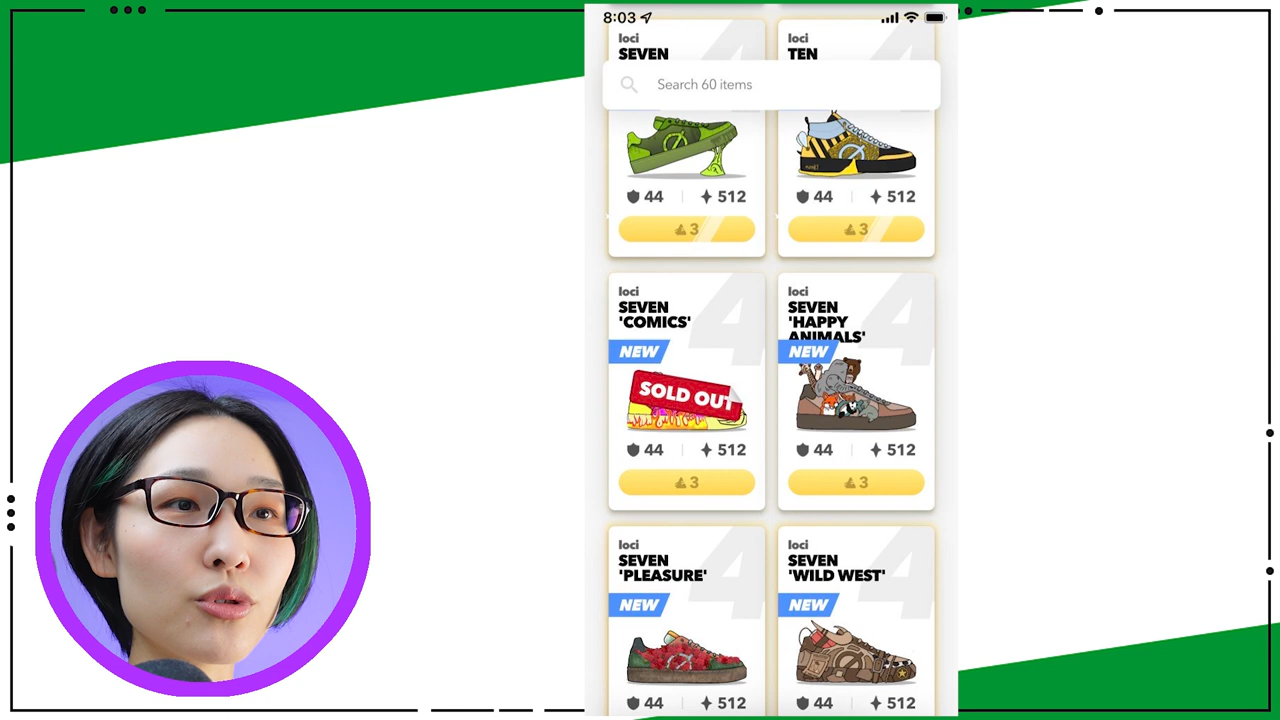 8:03
loci
SEVEN
loci
TEN
Search 60 items
44
512
44
512
3
3
loci
SEVEN
'COMICS'
NEW
SOLD OUT
44
512
3
loci
SEVEN
'HAPPY
ANIMALS'
NEW
44
512
3
loci
SEVEN
'PLEASURE'
NEW
44
512
loci
SEVEN
'WILD WEST'
NEW
44
512